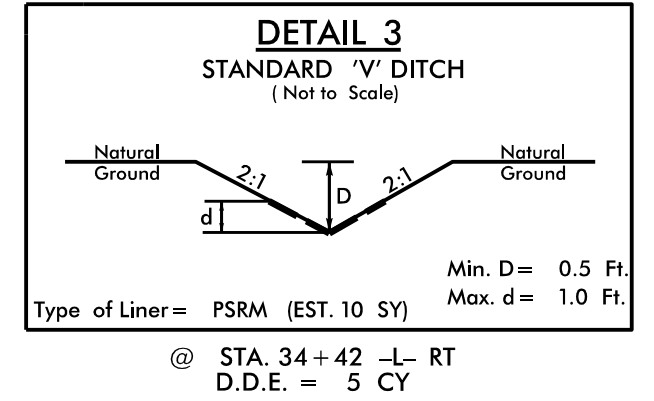 DETAIL 3
STANDARD 'V' DITCH
( Not to Scale)
Natural
Ground
2:1
D
2:1
Natural
Ground
d
Min. D = 0.5 Ft.
Max. d = 1.0 Ft.
Type of Liner = PSRM (EST. 10 SY)
@ STA. 34+42 -L- RT
D.D.E. = 5 CY